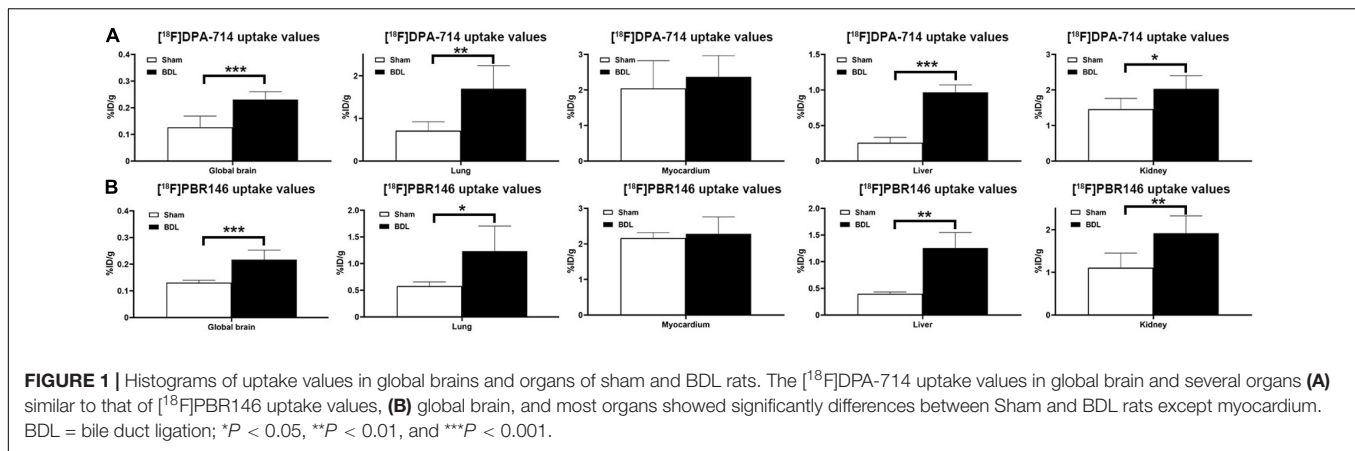 A
[¹⁸F]DPA-714 uptake values
Sham
BDL
***
%ID/g
0.4
0.3
0.2
0.1
0
Global brain
[¹⁸F]DPA-714 uptake values
Sham
BDL
**
%ID/g
2
1
0
Lung
[¹⁸F]DPA-714 uptake values
Sham
BDL
%ID/g
3
2
1
0
Myocardium
[¹⁸F]DPA-714 uptake values
Sham
BDL
***
%ID/g
1.5
1.0
0.5
0
Liver
[¹⁸F]DPA-714 uptake values
Sham
BDL
*
%ID/g
3
2
1
0
Kidney
B
[¹⁸F]PBR146 uptake values
Sham
BDL
***
%ID/g
0.4
0.3
0.2
0.1
0
Global brain
[¹⁸F]PBR146 uptake values
Sham
BDL
*
%ID/g
2.0
1.5
1.0
0.5
0
Lung
[¹⁸F]PBR146 uptake values
Sham
BDL
%ID/g
3
2
1
0
Myocardium
[¹⁸F]PBR146 uptake values
Sham
BDL
**
%ID/g
2.0
1.5
1.0
0.5
0
Liver
[¹⁸F]PBR146 uptake values
Sham
BDL
**
%ID/g
2
1
0
Kidney
FIGURE 1 | Histograms of uptake values in global brains and organs of sham and BDL rats. The [¹⁸F]DPA-714 uptake values in global brain and several organs (A)
similar to that of [¹⁸F]PBR146 uptake values, (B) global brain, and most organs showed significantly differences between Sham and BDL rats except myocardium.
BDL = bile duct ligation; *P < 0.05, **P < 0.01, and ***P < 0.001.